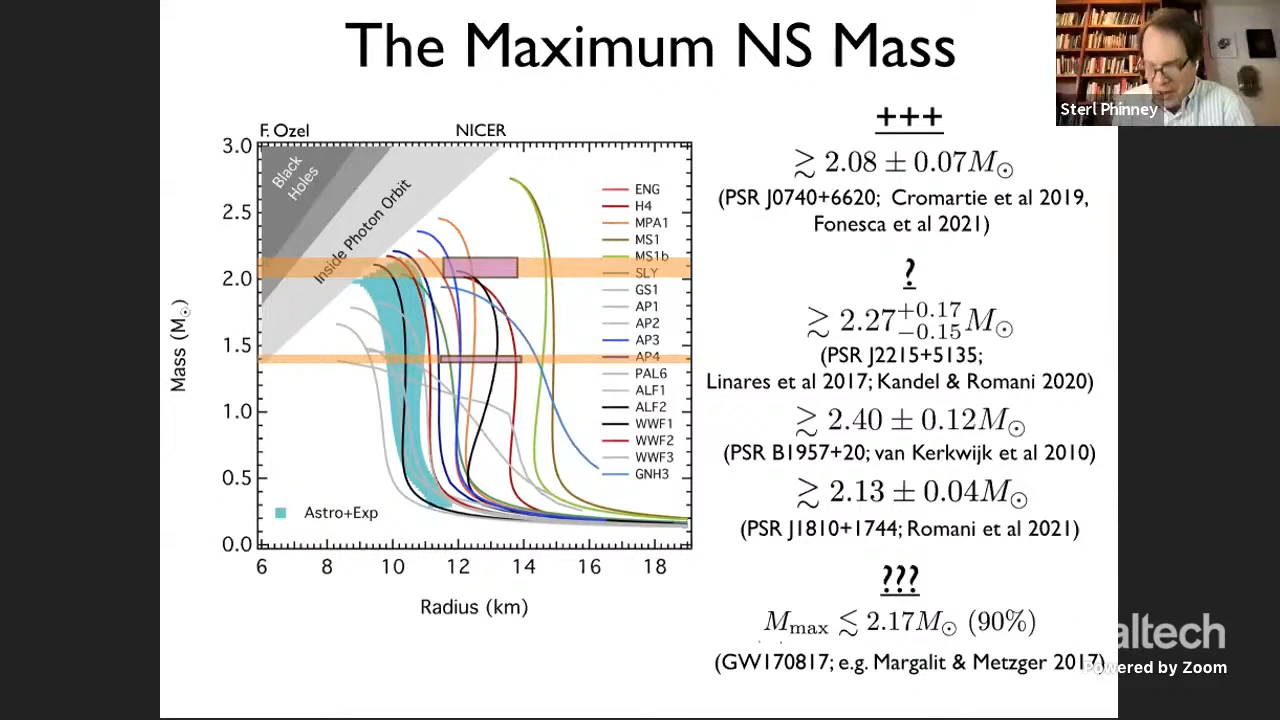 The Maximum NS Mass
Sterl Phinney
F. Ozel
NICER
3.0
2.5
2.0
1.5
1.0
0.5
0.0
Mass (M⊙)
Black
Holes
Inside Photon Orbit
ENG
H4
MPA1
MS1
MS1b
SLY
GS1
AP1
AP2
AP3
AP4
PAL6
ALF1
ALF2
WWF1
WWF2
WWF3
GNH3
Astro+Exp
6 8 10 12 14 16 18
Radius (km)
+++
≳ 2.08 ± 0.07M⊙
(PSR J0740+6620; Cromartie et al 2019,
Fonesca et al 2021)
?
≳ 2.27 +0.17 −0.15 M⊙
(PSR J2215+5135;
Linares et al 2017; Kandel & Romani 2020)
≳ 2.40 ± 0.12M⊙
(PSR B1957+20; van Kerkwijk et al 2010)
≳ 2.13 ± 0.04M⊙
(PSR J1810+1744; Romani et al 2021)
???
Mmax ≲ 2.17M⊙ (90%)
(GW170817; e.g. Margalit & Metzger 2017)
altech
Powered by Zoom